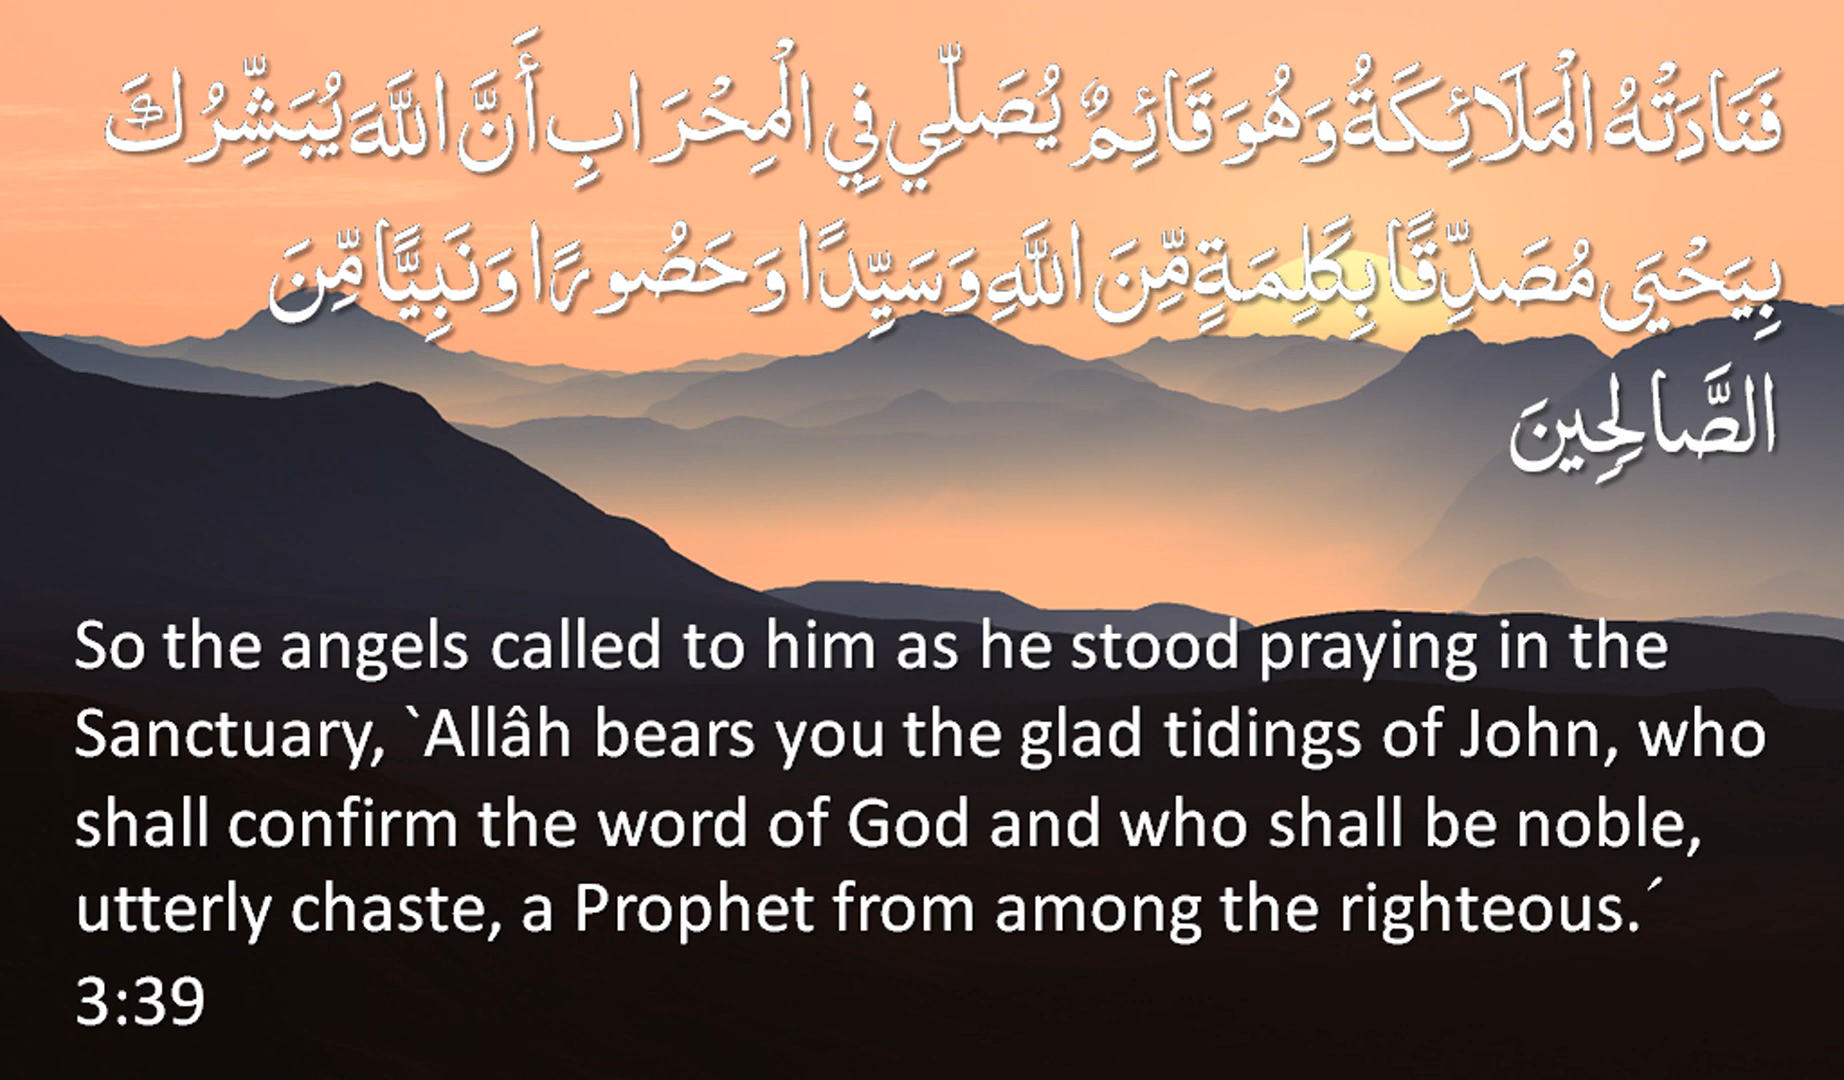 فَنَادَتْهُ الْمَلَائِكَةُ وَهُوَ قَائِمٌ يُصَلِّي فِي الْمِحْرَابِ أَنَّ اللَّهَ يُبَشِّرُكَ
بِيَحْيَى مُصَدِّقًا بِكَلِمَةٍ مِّنَ اللَّهِ وَسَيِّدًا وَحَصُورًا وَنَبِيًّا مِّنَ
الصَّالِحِينَ
So the angels called to him as he stood praying in the
Sanctuary, `Allâh bears you the glad tidings of John, who
shall confirm the word of God and who shall be noble,
utterly chaste, a Prophet from among the righteous.´
3:39